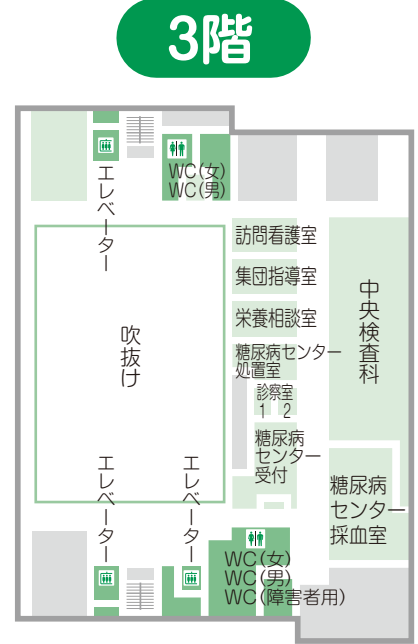 3階
エレベーター
WC(女)
WC(男)
訪問看護室
集団指導室
栄養相談室
糖尿病センター
処置室
診察室
1 2
糖尿病
センター
受付
中央検査科
吹抜け
エレベーター
エレベーター
糖尿病
センター
採血室
WC(女)
WC(男)
WC(障害者用)